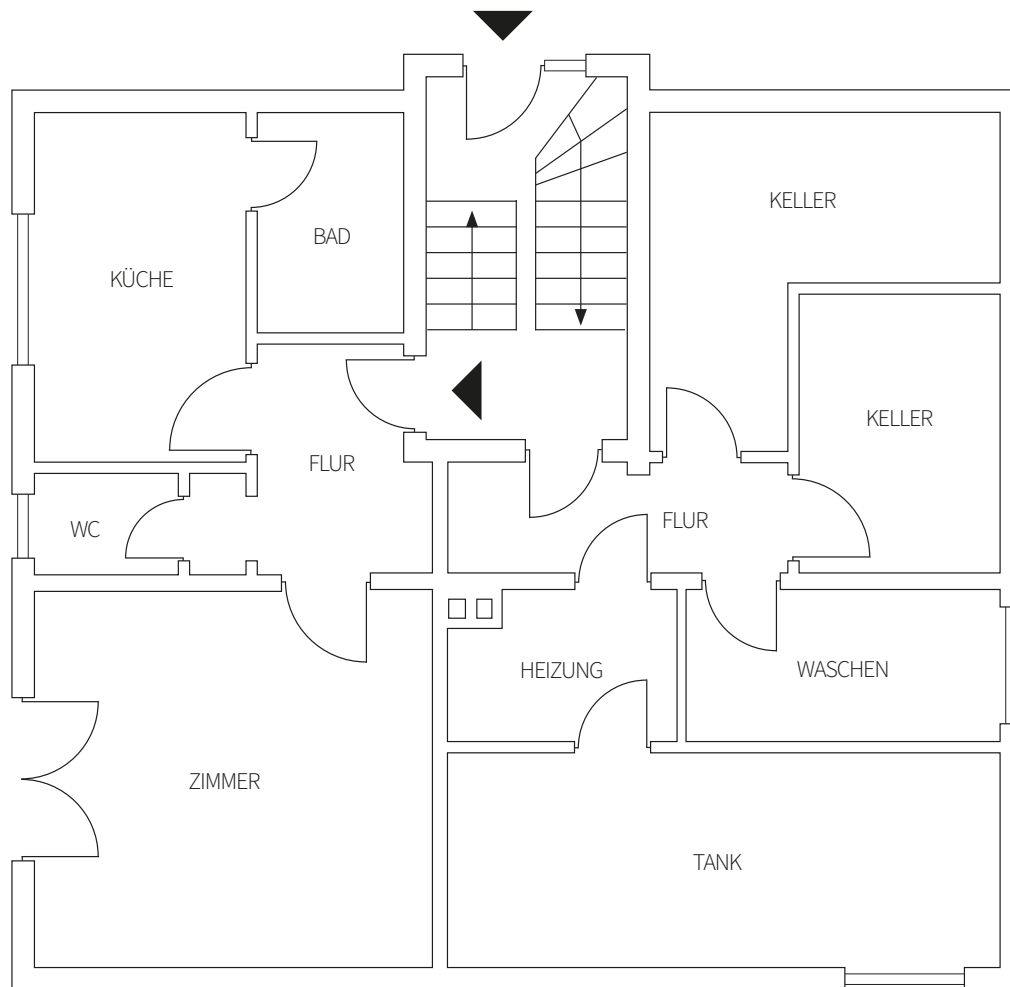 KELLER
BAD
KÜCHE
KELLER
FLUR
WC
FLUR
HEIZUNG
WASCHEN
ZIMMER
TANK